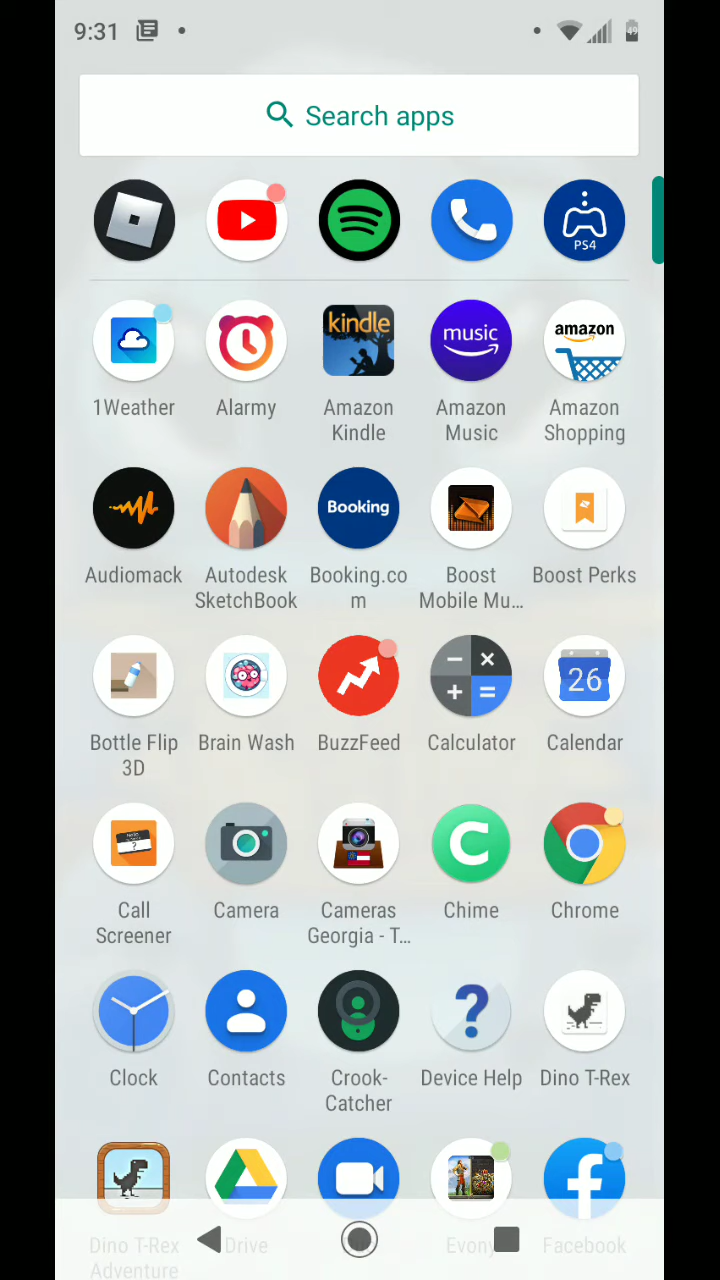 9:31
49
Search apps
PS4
kindle
music
amazon
1Weather
Alarmy
Amazon
Kindle
Amazon
Music
Amazon
Shopping
Booking
Audiomack
Autodesk
SketchBook
Booking.co
m
Boost
Mobile Mu...
Boost Perks
26
Bottle Flip
3D
Brain Wash
BuzzFeed
Calculator
Calendar
C
Call
Screener
Camera
Cameras
Georgia - T...
Chime
Chrome
?
Clock
Contacts
Crook-
Catcher
Device Help
Dino T-Rex
Dino T-Rex
Adventure
Drive
Evony
Facebook